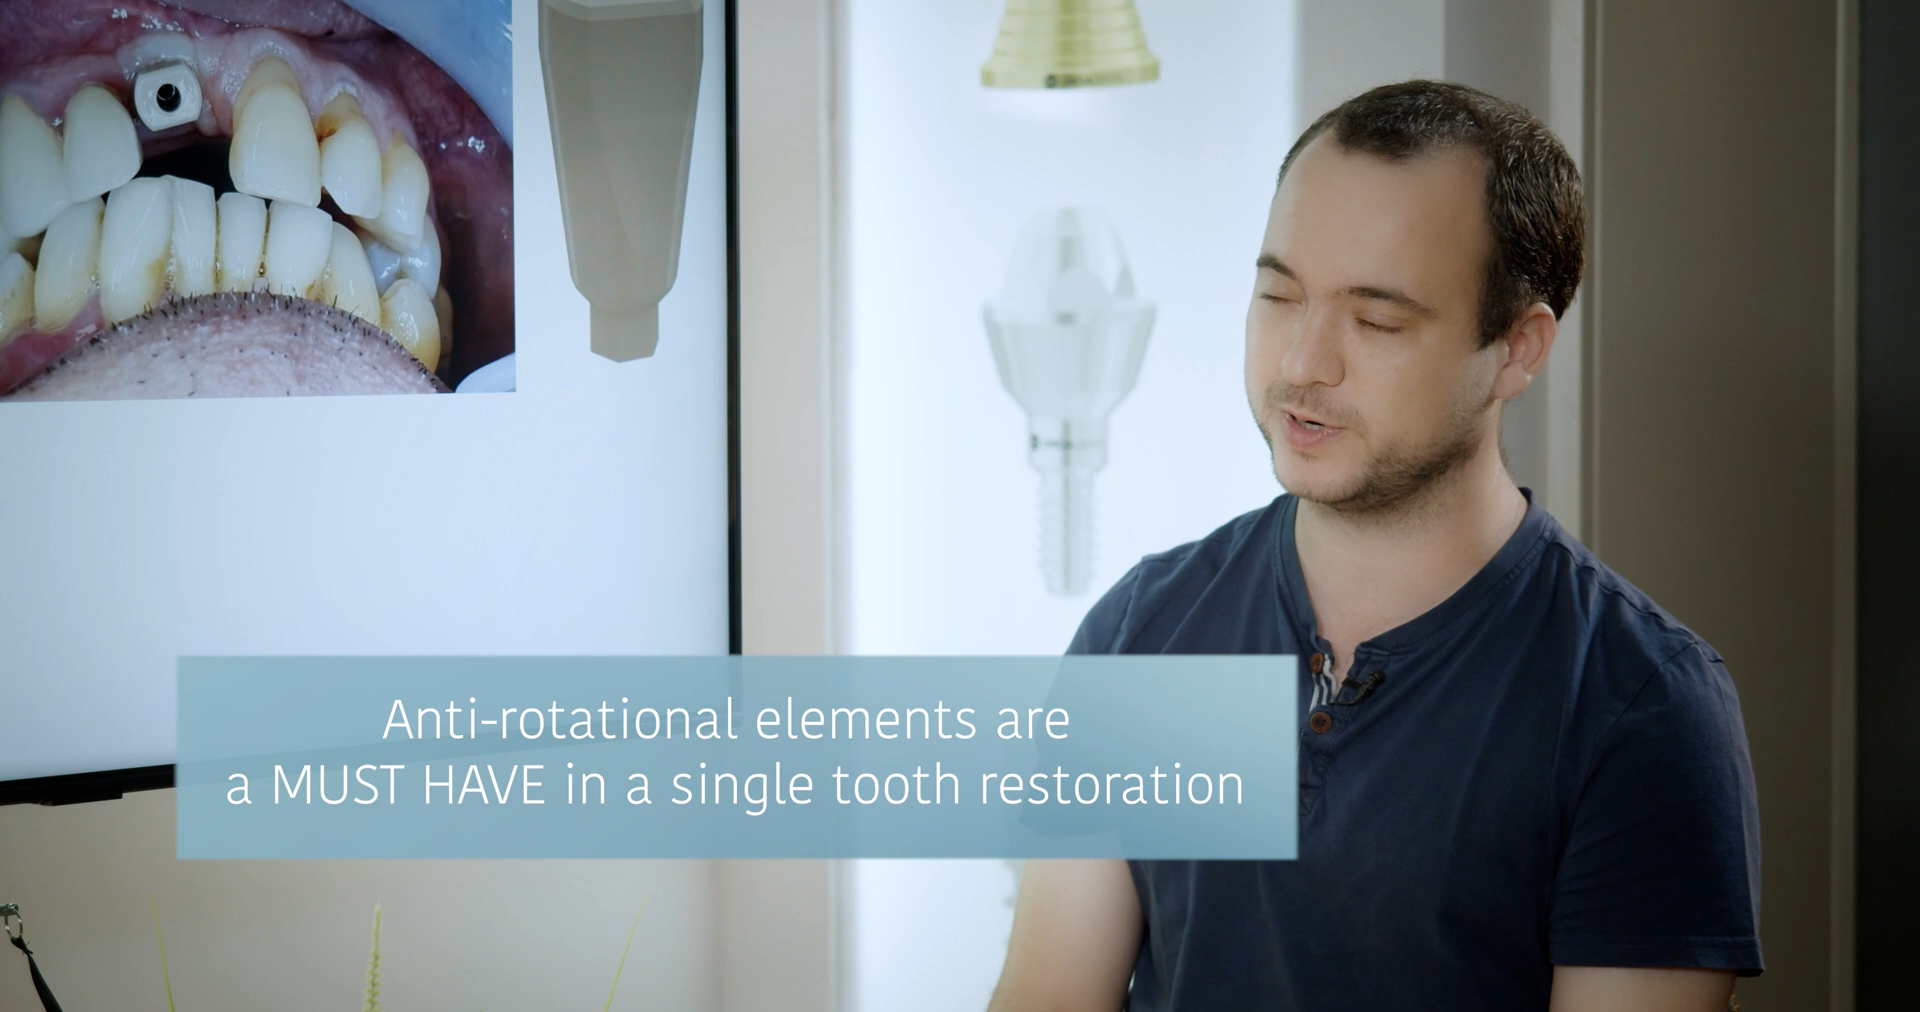 Anti-rotational elements are
a MUST HAVE in a single tooth restoration